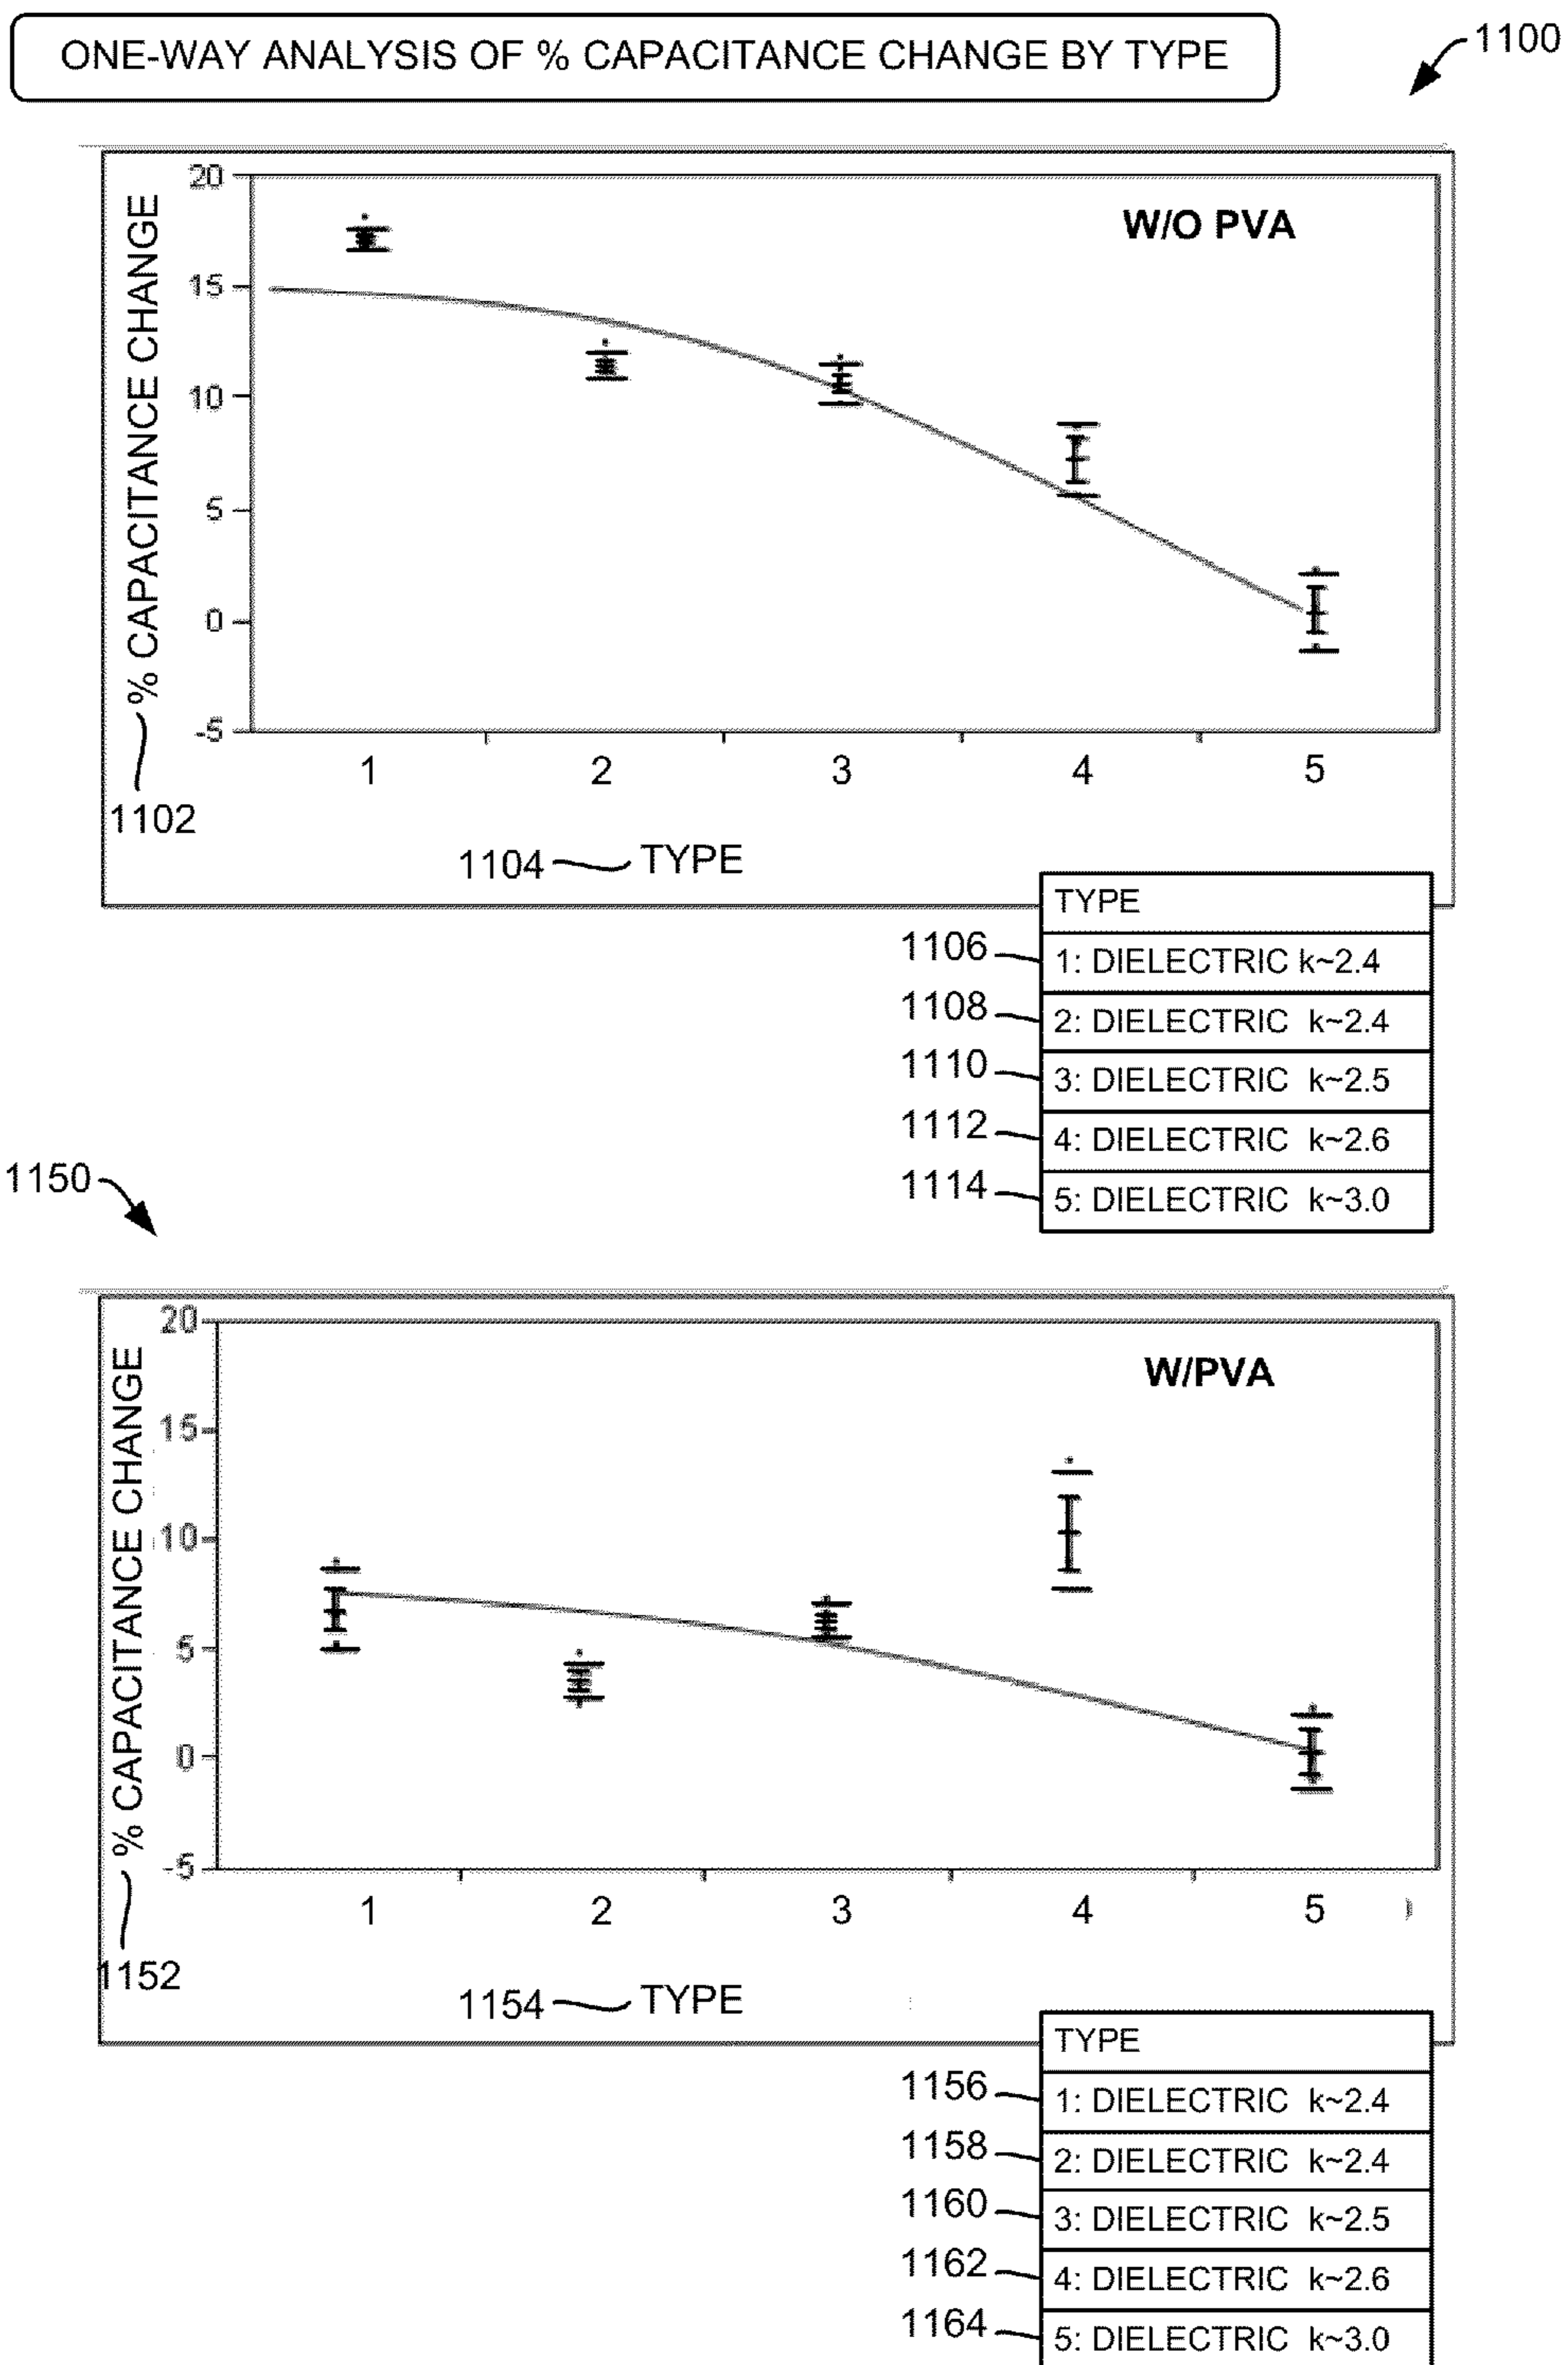 ONE-WAY ANALYSIS OF % CAPACITANCE CHANGE BY TYPE
1100
W/O PVA
% CAPACITANCE CHANGE
20
15
10
5
0
-5
1 2 3 4 5
1102
1104 TYPE
TYPE
1106 1: DIELECTRIC k~2.4
1108 2: DIELECTRIC k~2.4
1110 3: DIELECTRIC k~2.5
1112 4: DIELECTRIC k~2.6
1114 5: DIELECTRIC k~3.0
1150
W/PVA
% CAPACITANCE CHANGE
20
15
10
5
0
-5
1 2 3 4 5
1152
1154 TYPE
TYPE
1156 1: DIELECTRIC k~2.4
1158 2: DIELECTRIC k~2.4
1160 3: DIELECTRIC k~2.5
1162 4: DIELECTRIC k~2.6
1164 5: DIELECTRIC k~3.0